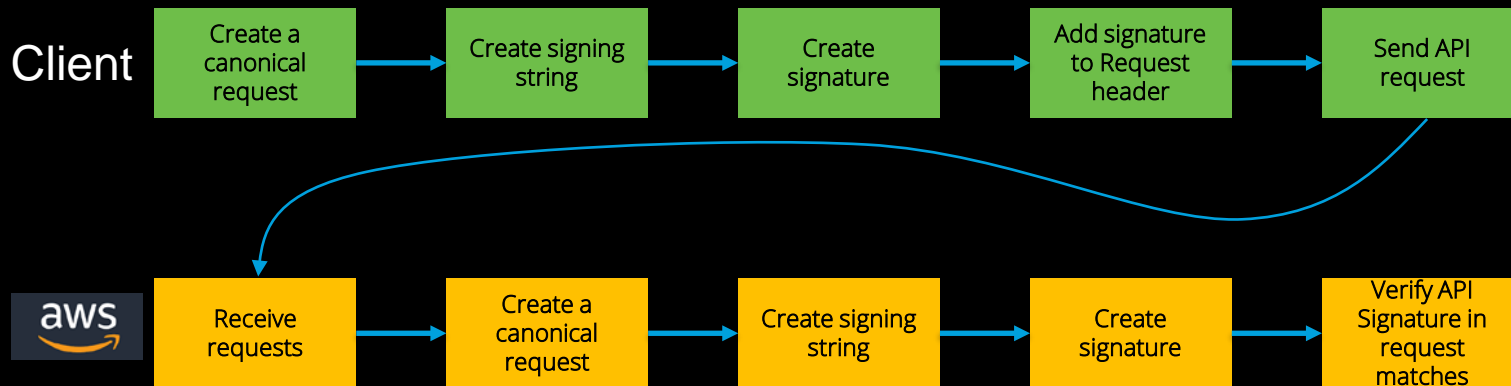 Client
Create a
canonical
request
Create signing
string
Create
signature
Add signature
to Request
header
Send API
request
aws
Receive
requests
Create a
canonical
request
Create signing
string
Create
signature
Verify API
Signature in
request
matches